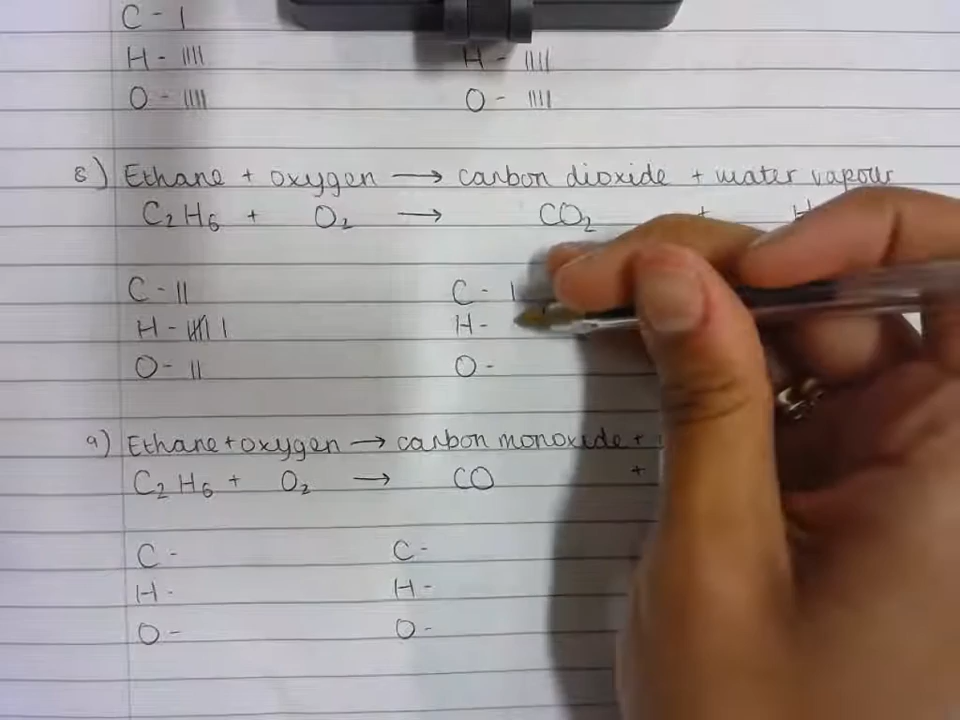 C - I
H - IIII H - IIII
O - IIII O - IIII
8) Ethane + oxygen → carbon dioxide + water vapour
C₂H₆ + O₂ → CO₂ + H
C - II C - I
H - IIII I H -
O - II O -
9) Ethane + oxygen → carbon monoxide +
C₂H₆ + O₂ → CO +
C - C -
H - H -
O - O -